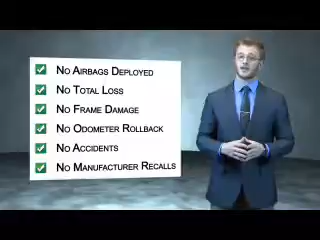 No Airbags Deployed
No Total Loss
No Frame Damage
No Odometer Rollback
No Accidents
No Manufacturer Recalls